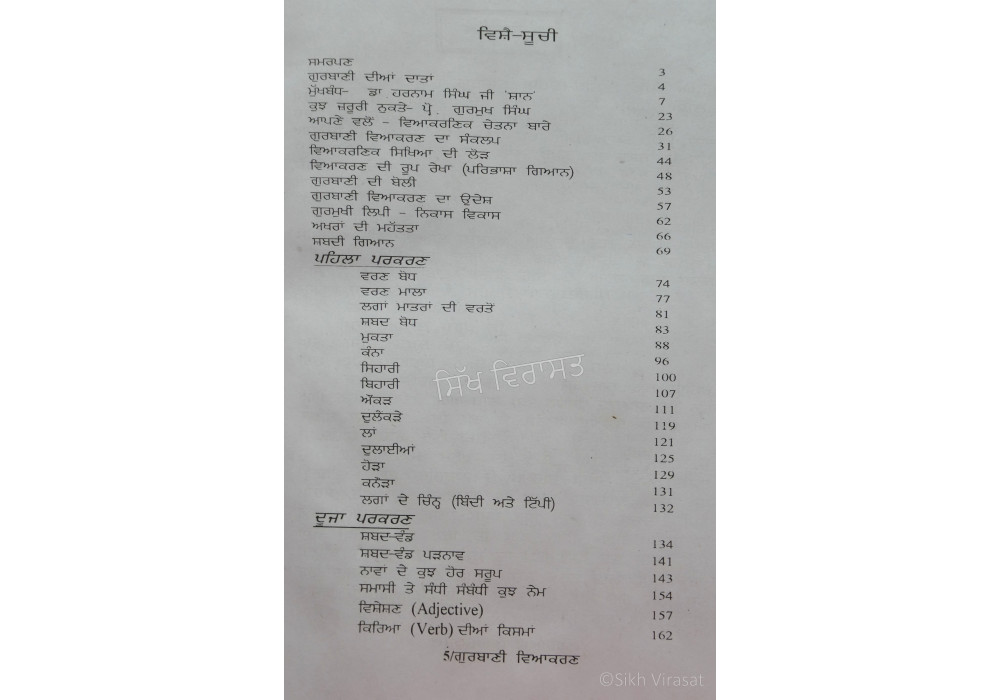 ਵਿਸ਼ੈ-ਸੂਚੀ
ਸਮਰਪਣ 3
ਗੁਰਬਾਣੀ ਦੀਆਂ ਦਾਤਾਂ 4
ਮੁੱਖਬੰਧ- ਡਾ ਹਰਨਾਮ ਸਿੰਘ ਜੀ 'ਸ਼ਾਨ' 7
ਕੁਝ ਜ਼ਰੂਰੀ ਨੁਕਤੇ- ਪ੍ਰੋ. ਗੁਰਮੁਖ ਸਿੰਘ 23
ਆਪਣੇ ਵਲੋਂ - ਵਿਆਕਰਣਿਕ ਚੇਤਨਾ ਬਾਰੇ 26
ਗੁਰਬਾਣੀ ਵਿਆਕਰਣ ਦਾ ਸੰਕਲਪ 31
ਵਿਆਕਰਣਿਕ ਸਿਖਿਆ ਦੀ ਲੋੜ 44
ਵਿਆਕਰਣ ਦੀ ਰੂਪ ਰੇਖਾ (ਪਰਿਭਾਸ਼ਾ ਗਿਆਨ) 48
ਗੁਰਬਾਣੀ ਦੀ ਬੋਲੀ 53
ਗੁਰਬਾਣੀ ਵਿਆਕਰਣ ਦਾ ਉਦੇਸ਼ 57
ਗੁਰਮੁਖੀ ਲਿਪੀ - ਨਿਕਾਸ ਵਿਕਾਸ 62
ਅਖਰਾਂ ਦੀ ਮਹੱਤਤਾ 66
ਸ਼ਬਦੀ ਗਿਆਨ 69
ਪਹਿਲਾ ਪਰਕਰਣ
ਵਰਣ ਬੋਧ 74
ਵਰਣ ਮਾਲਾ 77
ਲਗਾਂ ਮਾਤਰਾਂ ਦੀ ਵਰਤੋਂ 81
ਸ਼ਬਦ ਬੋਧ 83
ਮੁਕਤਾ 88
ਕੰਨਾ 96
ਸਿਹਾਰੀ 100
ਬਿਹਾਰੀ 107
ਔਂਕੜ 111
ਦੁਲੈਂਕੜੇ 119
ਲਾਂ 121
ਦੁਲਾਈਆਂ 125
ਹੋੜਾ 129
ਕਨੌੜਾ 131
ਲਗਾਂ ਦੇ ਚਿੰਨ੍ਹ (ਬਿੰਦੀ ਅਤੇ ਟਿੱਪੀ) 132
ਦੂਜਾ ਪਰਕਰਣ
ਸ਼ਬਦ-ਵੰਡ 134
ਸ਼ਬਦ-ਵੰਡ ਪੜਨਾਵ 141
ਨਾਵਾਂ ਦੇ ਕੁਝ ਹੋਰ ਸਰੂਪ 143
ਸਮਾਸੀ ਤੇ ਸੰਧੀ ਸੰਬੰਧੀ ਕੁਝ ਨੇਮ 154
ਵਿਸ਼ੇਸ਼ਣ (Adjective) 157
ਕਿਰਿਆ (Verb) ਦੀਆਂ ਕਿਸਮਾਂ 162
5/ਗੁਰਬਾਣੀ ਵਿਆਕਰਣ
ਸਿੱਖ ਵਿਰਾਸਤ
©Sikh Virasat